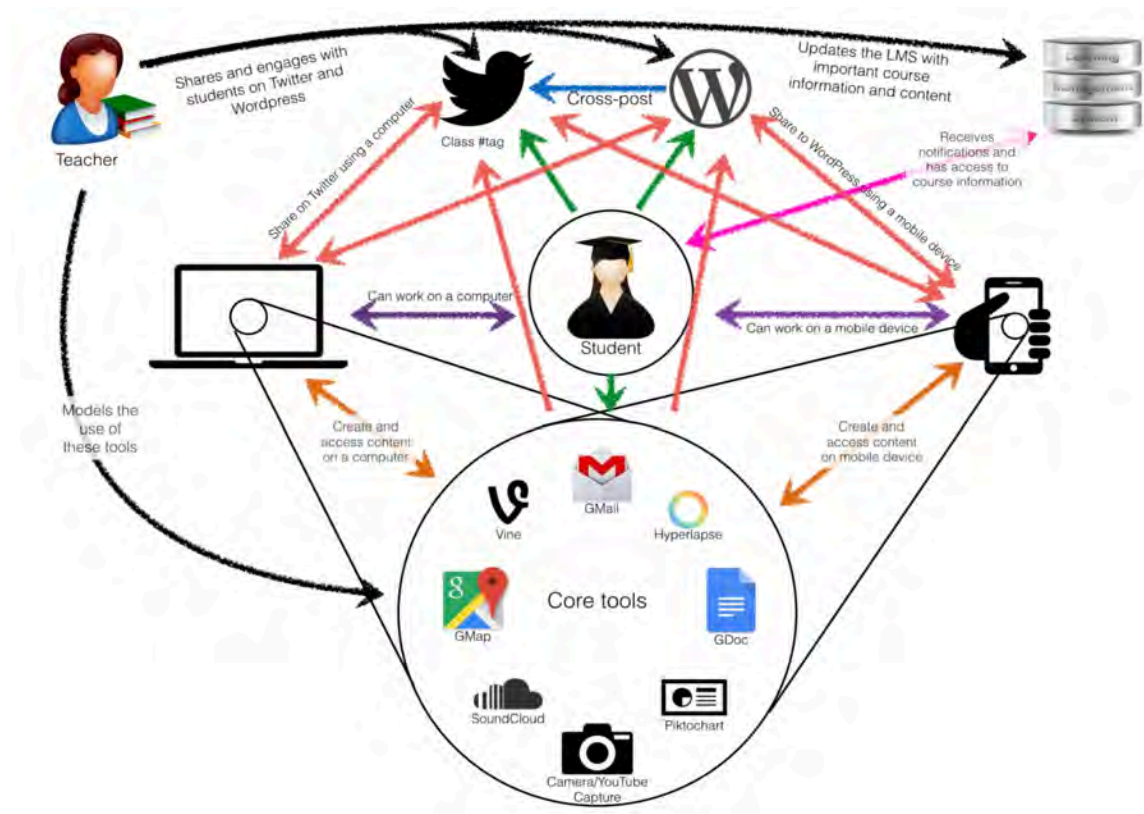 Shares and engages with
students on Twitter and
Wordpress
Updates the LMS with
important course
information and content
Teacher
Class #tag
Cross-post
Learning
Management
System
Receives
notifications and
has access to
course information
Share on Twitter using a computer
Share to WordPress using a mobile device
Can work on a computer
Student
Can work on a mobile device
Models the
use of
these tools
Create and
access content
on a computer
Create and
access content
on mobile device
Vine
GMail
Hyperlapse
8
GMap
Core tools
GDoc
SoundCloud
Piktochart
Camera/YouTube
Capture